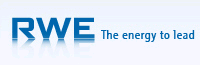 RWE The energy to lead